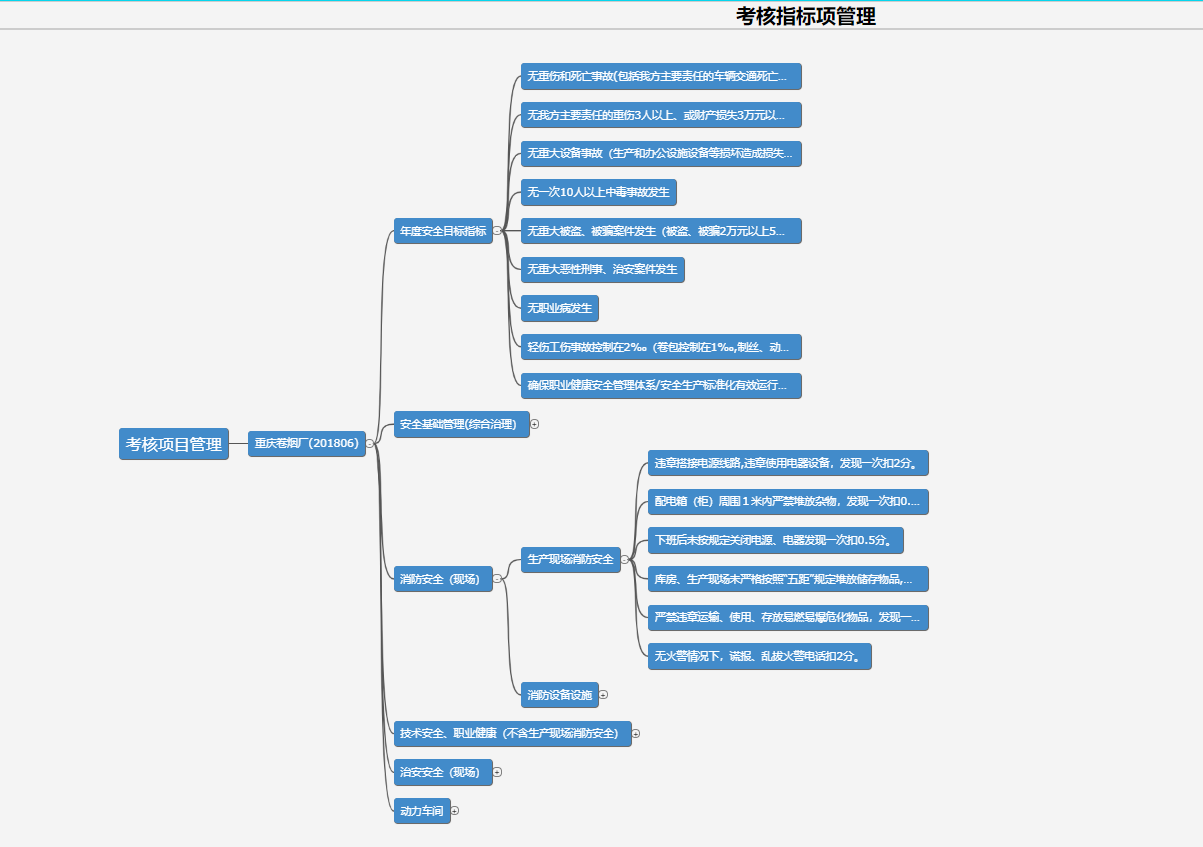 考核指标项管理
无重伤和死亡事故(包括我方主要责任的车辆交通死亡...
无我方主要责任的重伤3人以上、或财产损失3万元以...
无重大设备事故（生产和办公设施设备等损坏造成损失...
无一次10人以上中毒事故发生
年度安全目标指标
无重大被盗、被骗案件发生（被盗、被骗2万元以上5...
无重大恶性刑事、治安案件发生
无职业病发生
轻伤工伤事故控制在2‰（卷包控制在1‰,制丝、动...
确保职业健康安全管理体系/安全生产标准化有效运行...
安全基础管理(综合治理)
考核项目管理
重庆卷烟厂(201806)
违章搭接电源线路,违章使用电器设备，发现一次扣2分。
配电箱（柜）周围１米内严禁堆放杂物，发现一次扣0....
下班后未按规定关闭电源、电器发现一次扣0.5分。
生产现场消防安全
消防安全（现场）
库房、生产现场未严格按照"五距"规定堆放储存物品,...
严禁违章运输、使用、存放易燃易爆危化物品，发现一...
无火警情况下，谎报、乱拔火警电话扣2分。
消防设备设施
技术安全、职业健康（不含生产现场消防安全）
治安安全（现场）
动力车间